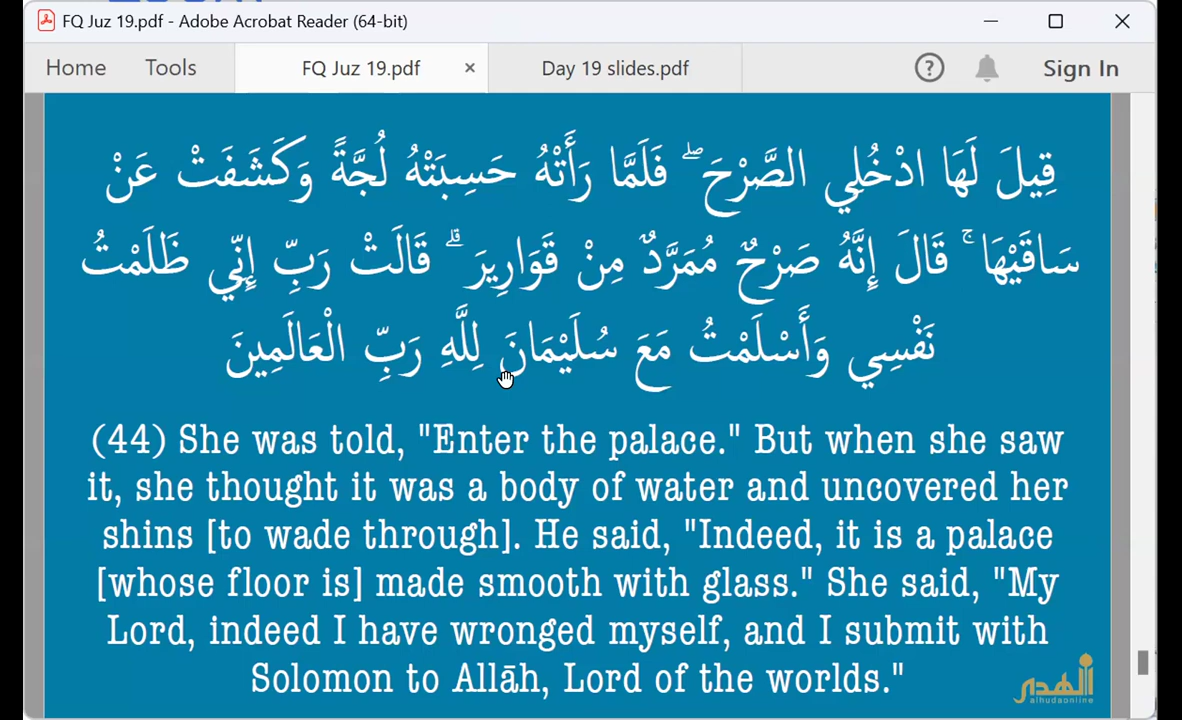 FQ Juz 19.pdf - Adobe Acrobat Reader (64-bit)
Home Tools FQ Juz 19.pdf × Day 19 slides.pdf ? Sign In
قِيلَ لَهَا ادْخُلِي الصَّرْحَ ۖ فَلَمَّا رَأَتْهُ حَسِبَتْهُ لُجَّةً وَكَشَفَتْ عَنْ
سَاقَيْهَا ۚ قَالَ إِنَّهُ صَرْحٌ مُمَرَّدٌ مِنْ قَوَارِيرَ ۗ قَالَتْ رَبِّ إِنِّي ظَلَمْتُ
نَفْسِي وَأَسْلَمْتُ مَعَ سُلَيْمَانَ لِلَّهِ رَبِّ الْعَالَمِينَ
(44) She was told, "Enter the palace." But when she saw
it, she thought it was a body of water and uncovered her
shins [to wade through]. He said, "Indeed, it is a palace
[whose floor is] made smooth with glass." She said, "My
Lord, indeed I have wronged myself, and I submit with
Solomon to Allāh, Lord of the worlds."
الهدى
alhudaonline